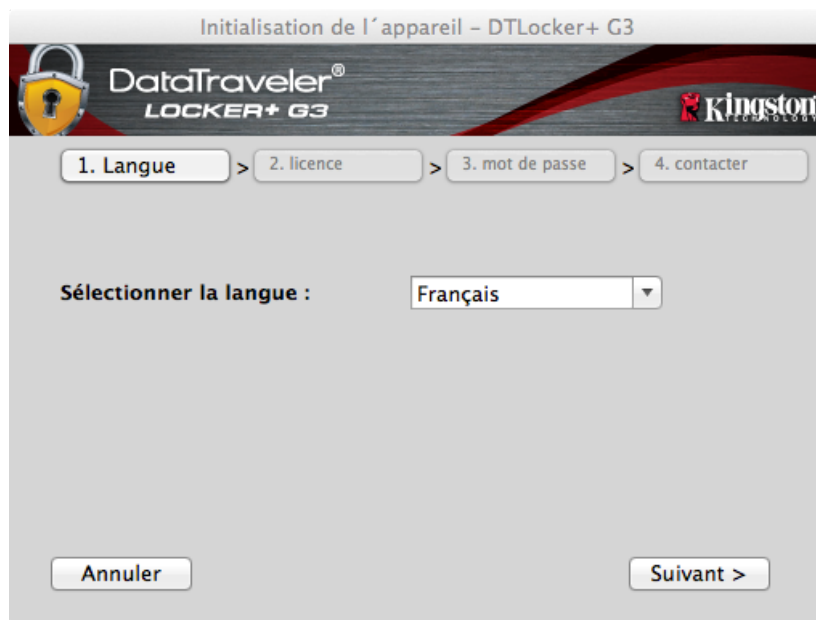 Initialisation de l´appareil – DTLocker+ G3
DataTraveler®
LOCKER+ G3
Kingston
TECHNOLOGY
1. Langue > 2. licence > 3. mot de passe > 4. contacter
Sélectionner la langue : Français
Annuler Suivant >